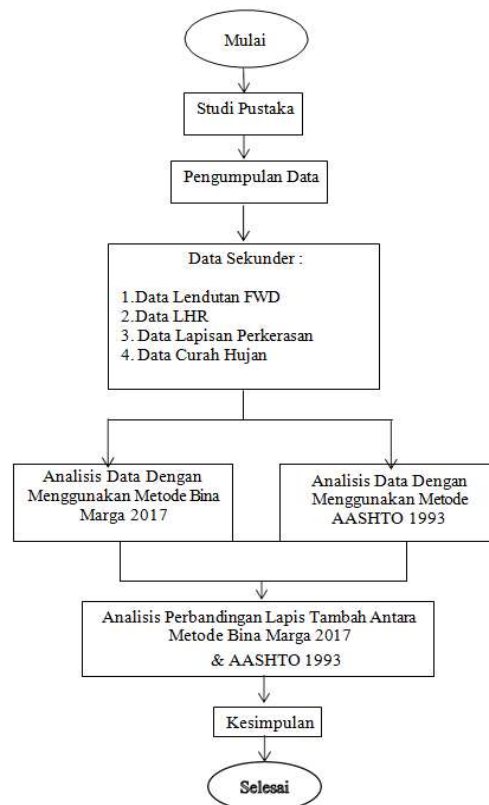 Mulai
Studi Pustaka
Pengumpulan Data
Data Sekunder :
1.Data Lendutan FWD
2.Data LHR
3. Data Lapisan Perkerasan
4. Data Curah Hujan
Analisis Data Dengan
Menggunakan Metode Bina
Marga 2017
Analisis Data Dengan
Menggunakan Metode
AASHTO 1993
Analisis Perbandingan Lapis Tambah Antara
Metode Bina Marga 2017
& AASHTO 1993
Kesimpulan
Selesai